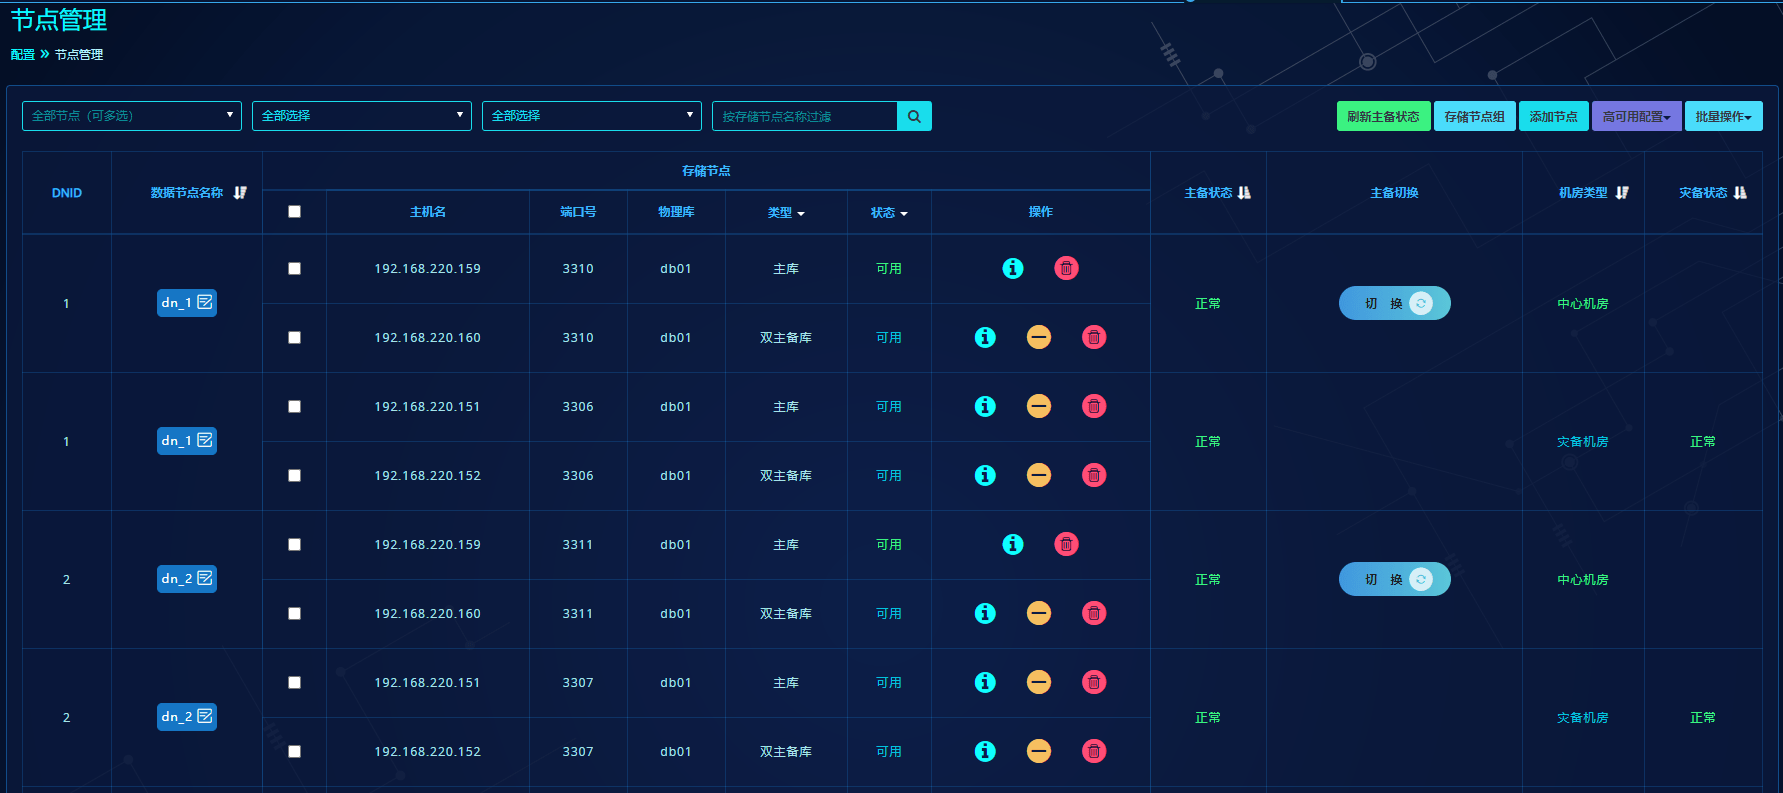 节点管理
配置 » 节点管理
全部节点（可多选） 全部选择 全部选择 按存储节点名称过滤 刷新主备状态 存储节点组 添加节点 高可用配置 批量操作
存储节点
DNID 数据节点名称 主备状态 主备切换 机房类型 灾备状态
主机名 端口号 物理库 类型 状态 操作
192.168.220.159 3310 db01 主库 可用
1 dn_1 正常 切 换 中心机房
192.168.220.160 3310 db01 双主备库 可用
192.168.220.151 3306 db01 主库 可用
1 dn_1 正常 灾备机房 正常
192.168.220.152 3306 db01 双主备库 可用
192.168.220.159 3311 db01 主库 可用
2 dn_2 正常 切 换 中心机房
192.168.220.160 3311 db01 双主备库 可用
192.168.220.151 3307 db01 主库 可用
2 dn_2 正常 灾备机房 正常
192.168.220.152 3307 db01 双主备库 可用